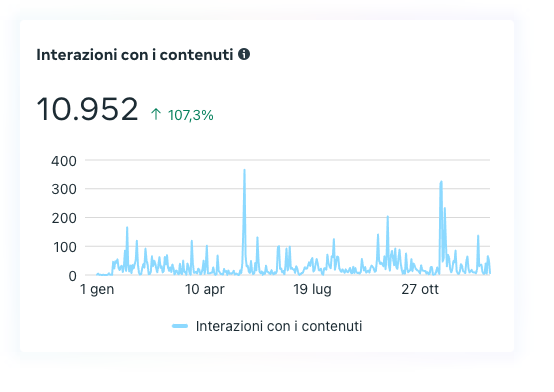 Interazioni con i contenuti
10.952 ↑ 107,3%
400
300
200
100
0
1 gen 10 apr 19 lug 27 ott
Interazioni con i contenuti